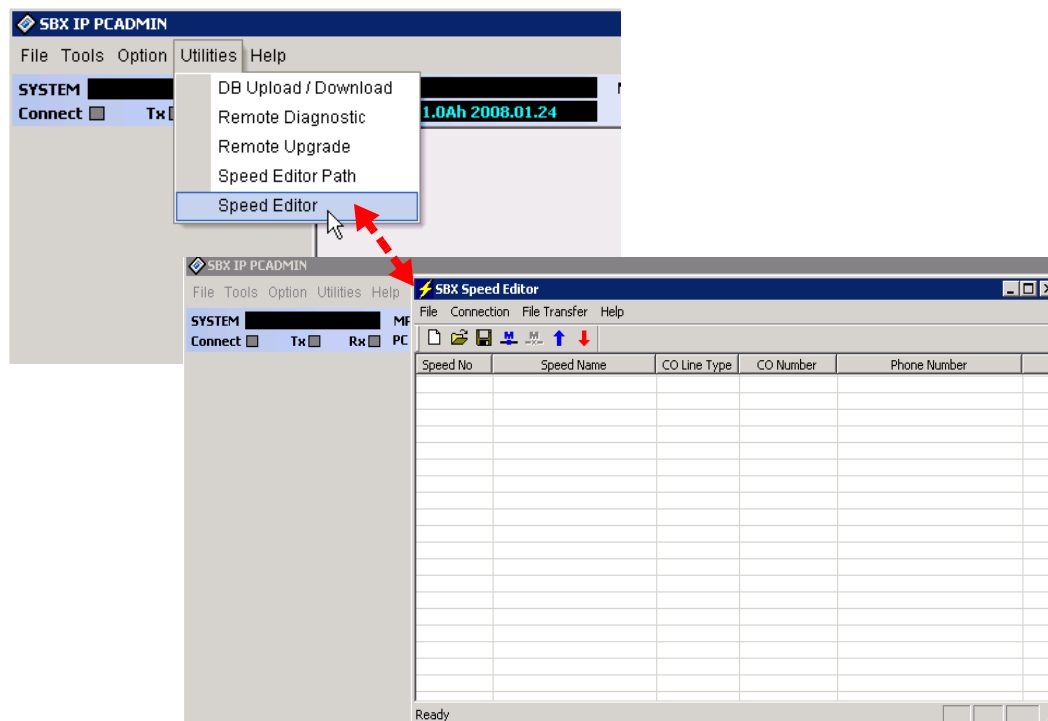 SBX IP PCADMIN
File Tools Option Utilities Help
SYSTEM
Connect Tx 1.0Ah 2008.01.24
DB Upload / Download
Remote Diagnostic
Remote Upgrade
Speed Editor Path
Speed Editor
SBX IP PCADMIN
File Tools Option Utilities Help
SYSTEM
Connect Tx Rx PC
SBX Speed Editor
File Connection File Transfer Help
Speed No Speed Name CO Line Type CO Number Phone Number
Ready